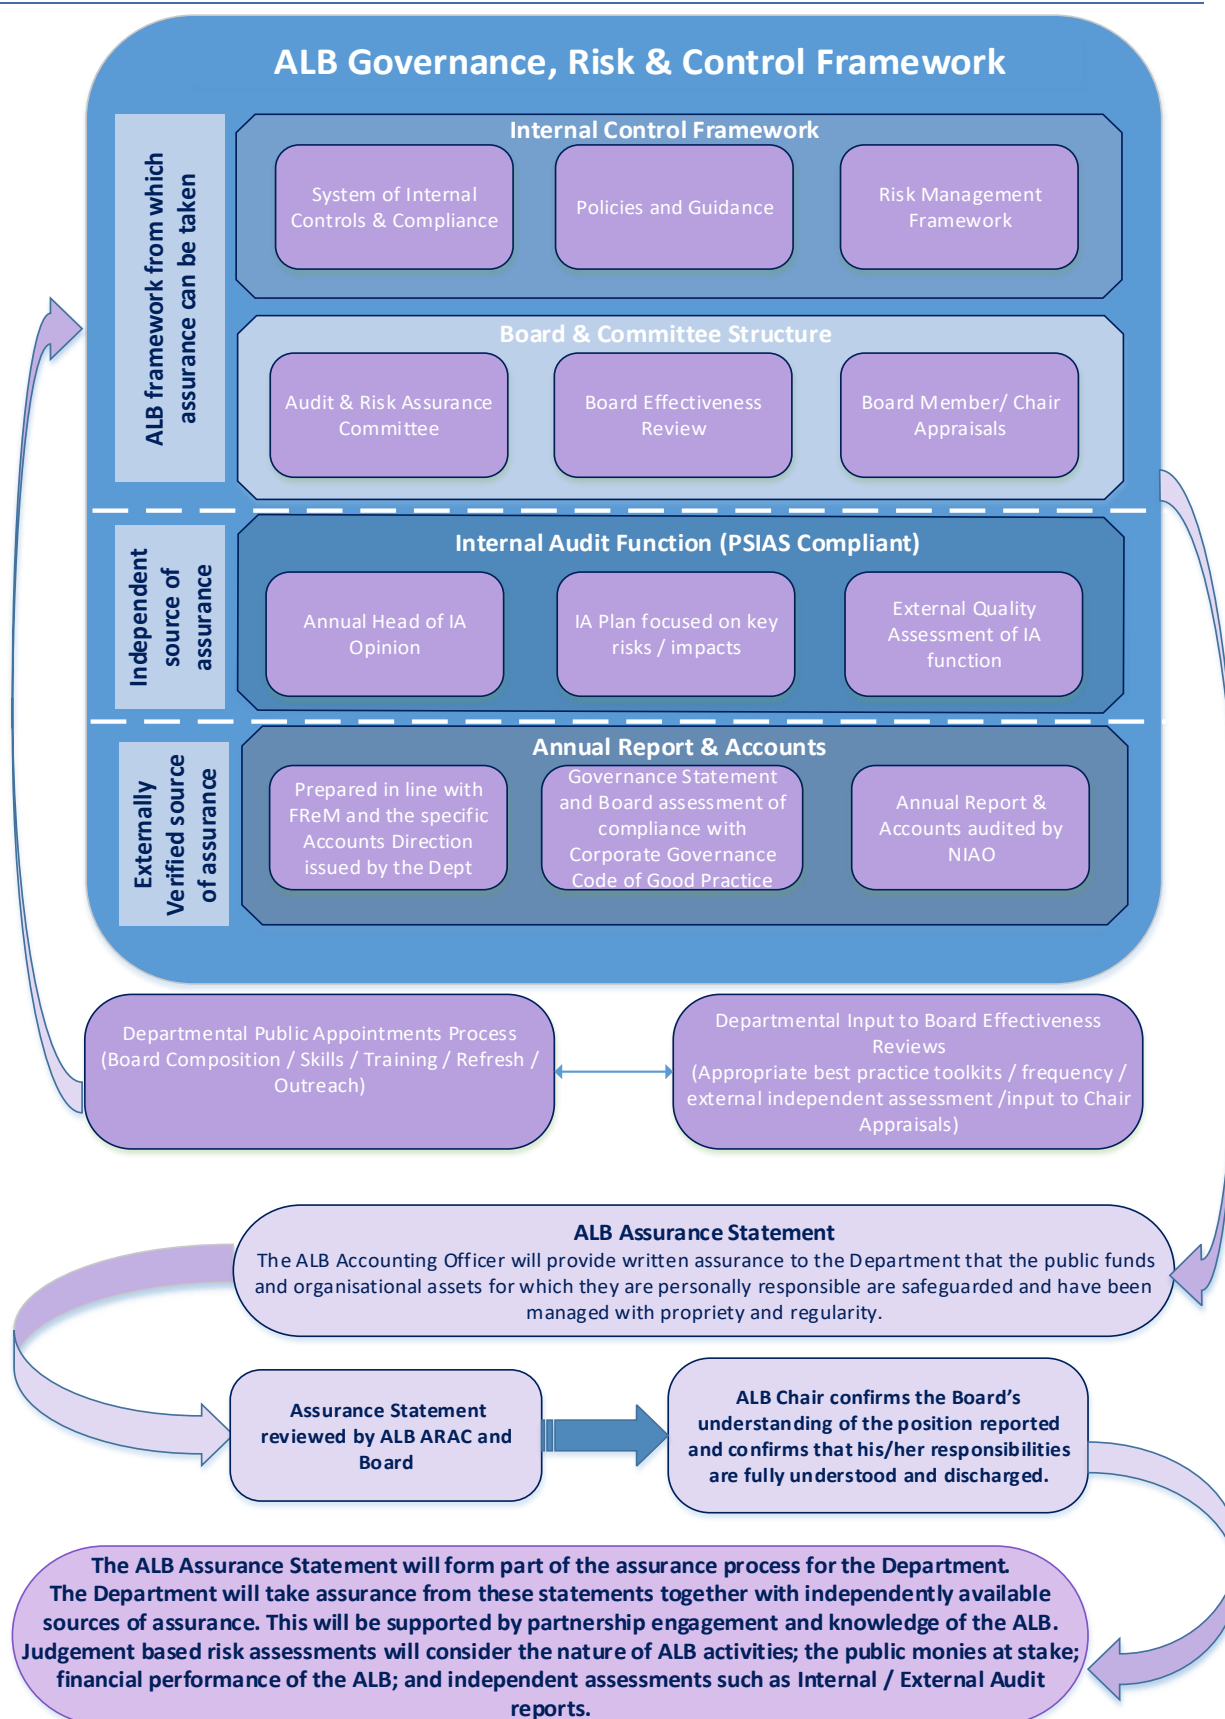 ALB Governance, Risk & Control Framework
ALB framework from which
assurance can be taken
Internal Control Framework
System of Internal
Controls & Compliance
Policies and Guidance
Risk Management
Framework
Board & Committee Structure
Audit & Risk Assurance
Committee
Board Effectiveness
Review
Board Member/ Chair
Appraisals
Independent
source of
assurance
Internal Audit Function (PSIAS Compliant)
Annual Head of IA
Opinion
IA Plan focused on key
risks / impacts
External Quality
Assessment of IA
function
Externally
Verified source
of assurance
Annual Report & Accounts
Prepared in line with
FReM and the specific
Accounts Direction
issued by the Dept
Governance Statement
and Board assessment of
compliance with
Corporate Governance
Code of Good Practice
Annual Report &
Accounts audited by
NIAO
Departmental Public Appointments Process
(Board Composition / Skills / Training / Refresh /
Outreach)
Departmental Input to Board Effectiveness
Reviews
(Appropriate best practice toolkits / frequency /
external independent assessment /input to Chair
Appraisals)
ALB Assurance Statement
The ALB Accounting Officer will provide written assurance to the Department that the public funds
and organisational assets for which they are personally responsible are safeguarded and have been
managed with propriety and regularity.
Assurance Statement
reviewed by ALB ARAC and
Board
ALB Chair confirms the Board's
understanding of the position reported
and confirms that his/her responsibilities
are fully understood and discharged.
The ALB Assurance Statement will form part of the assurance process for the Department.
The Department will take assurance from these statements together with independently available
sources of assurance. This will be supported by partnership engagement and knowledge of the ALB.
Judgement based risk assessments will consider the nature of ALB activities; the public monies at stake;
financial performance of the ALB; and independent assessments such as Internal / External Audit
reports.